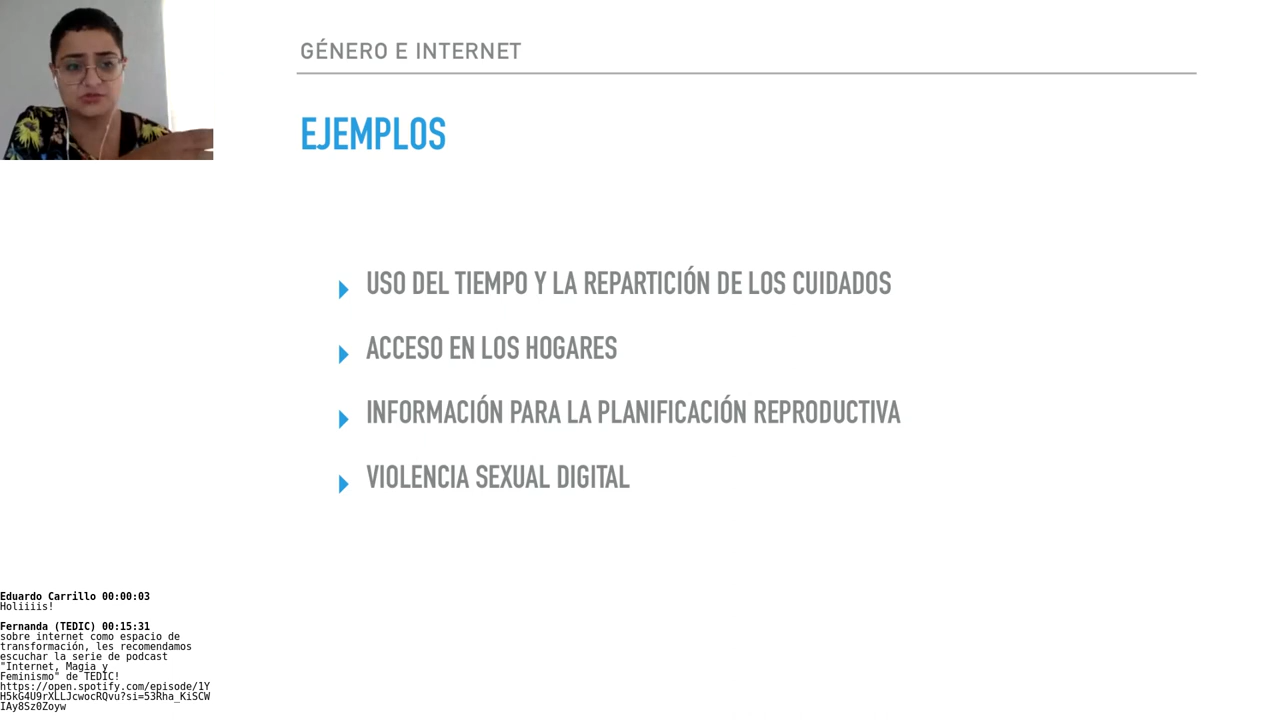 GÉNERO E INTERNET
EJEMPLOS
USO DEL TIEMPO Y LA REPARTICIÓN DE LOS CUIDADOS
ACCESO EN LOS HOGARES
INFORMACIÓN PARA LA PLANIFICACIÓN REPRODUCTIVA
VIOLENCIA SEXUAL DIGITAL
Eduardo Carrillo 00:00:03
Holiiiis!
Fernanda (TEDIC) 00:15:31
sobre internet como espacio de
transformación, les recomendamos
escuchar la serie de podcast
"Internet, Magia y
Feminismo" de TEDIC!
https://open.spotify.com/episode/1Y
H5kG4U9rXLLJcwocRQvu?si=53Rha_KiSCW
IAy8Sz0Zoyw